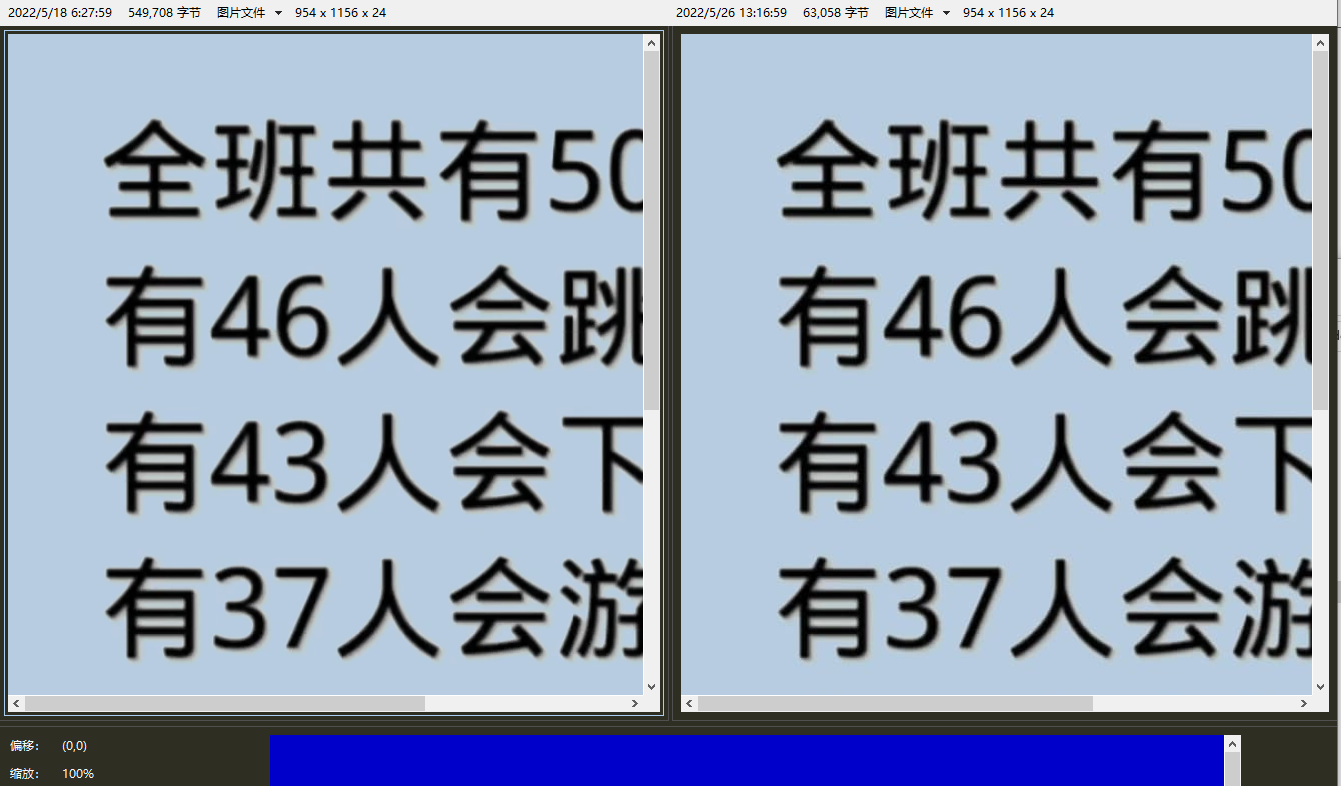 2022/5/18 6:27:59 549,708 字节 图片文件 954 x 1156 x 24
全班共有50
有46人会跳
有43人会下
有37人会游
2022/5/26 13:16:59 63,058 字节 图片文件 954 x 1156 x 24
全班共有50
有46人会跳
有43人会下
有37人会游
偏移: (0,0)
缩放: 100%